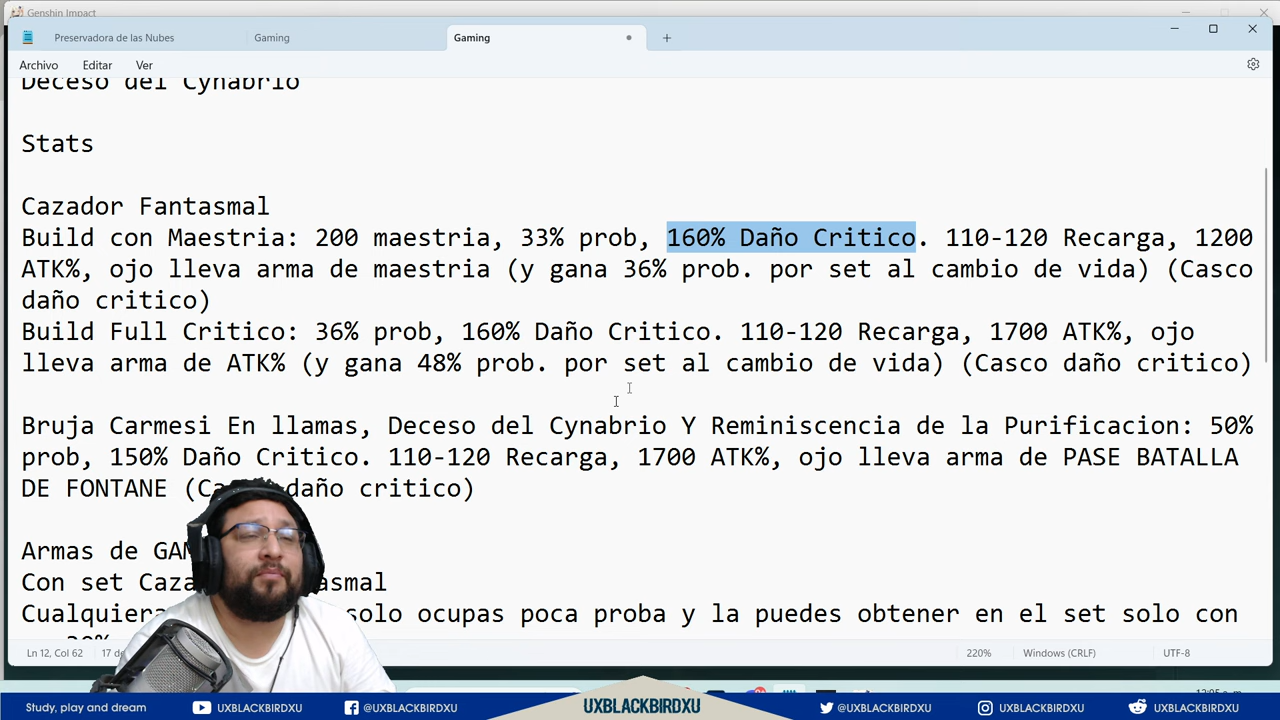 Genshin Impact
Preservadora de las Nubes
Gaming
Gaming
Archivo
Editar
Ver
Deceso del Cynabrio
Stats
Cazador Fantasmal
Build con Maestria: 200 maestria, 33% prob, 160% Daño Critico. 110-120 Recarga, 1200
ATK%, ojo lleva arma de maestria (y gana 36% prob. por set al cambio de vida) (Casco
daño critico)
Build Full Critico: 36% prob, 160% Daño Critico. 110-120 Recarga, 1700 ATK%, ojo
lleva arma de ATK% (y gana 48% prob. por set al cambio de vida) (Casco daño critico)
Bruja Carmesi En llamas, Deceso del Cynabrio Y Reminiscencia de la Purificacion: 50%
prob, 150% Daño Critico. 110-120 Recarga, 1700 ATK%, ojo lleva arma de PASE BATALLA
DE FONTANE daño critico)
Armas de
Con set
Cualquiera solo ocupas poca proba y la puedes obtener en el set solo con
Ln 12, Col 62
17 de
220%
Windows (CRLF)
UTF-8
Study, play and dream
UXBLACKBIRDXU
@UXBLACKBIRDXU
UXBLACKBIRDXU
@UXBLACKBIRDXU
UXBLACKBIRDXU
UXBLACKBIRDXU